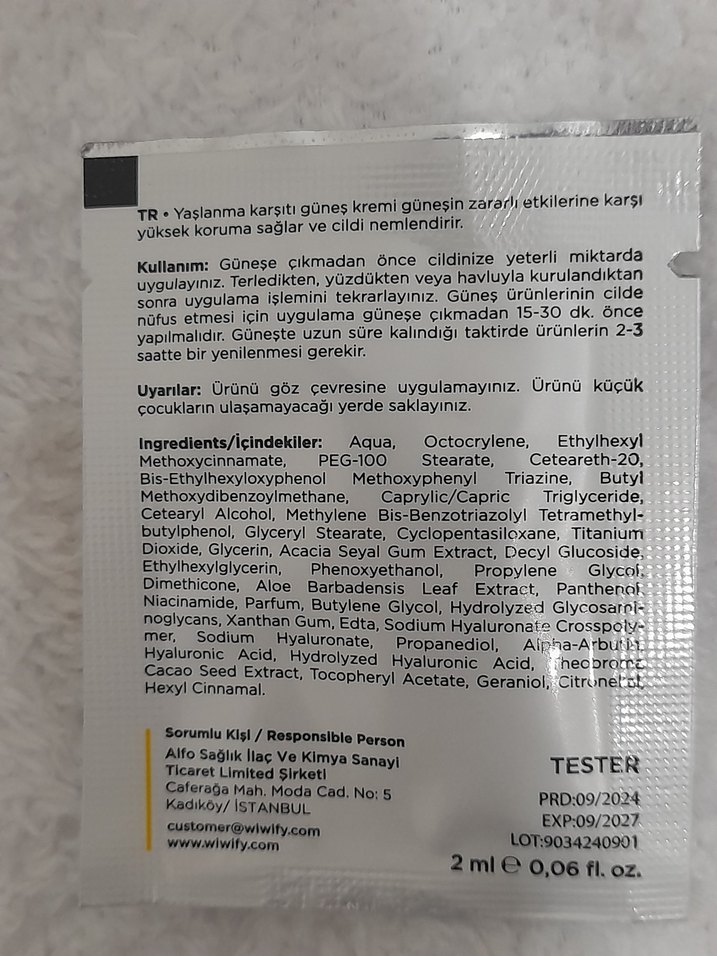 TR • Yaşlanma karşıtı güneş kremi güneşin zararlı etkilerine karşı
yüksek koruma sağlar ve cildi nemlendirir.
Kullanım: Güneşe çıkmadan önce cildinize yeterli miktarda
uygulayınız. Terledikten, yüzdükten veya havluyla kurulandıktan
sonra uygulama işlemini tekrarlayınız. Güneş ürünlerinin cilde
nüfus etmesi için uygulama güneşe çıkmadan 15-30 dk. önce
yapılmalıdır. Güneşte uzun süre kalındığı taktirde ürünlerin 2-3
saatte bir yenilenmesi gerekir.
Uyarılar: Ürünü göz çevresine uygulamayınız. Ürünü küçük
çocukların ulaşamayacağı yerde saklayınız.
Ingredients/İçindekiler: Aqua, Octocrylene, Ethylhexyl
Methoxycinnamate, PEG-100 Stearate, Ceteareth-20,
Bis-Ethylhexyloxyphenol Methoxyphenyl Triazine, Butyl
Methoxydibenzoylmethane, Caprylic/Capric Triglyceride,
Cetearyl Alcohol, Methylene Bis-Benzotriazolyl Tetramethyl-
butylphenol, Glyceryl Stearate, Cyclopentasiloxane, Titanium
Dioxide, Glycerin, Acacia Seyal Gum Extract, Decyl Glucoside,
Ethylhexylglycerin, Phenoxyethanol, Propylene Glycol,
Dimethicone, Aloe Barbadensis Leaf Extract, Panthenol,
Niacinamide, Parfum, Butylene Glycol, Hydrolyzed Glycosami-
noglycans, Xanthan Gum, Edta, Sodium Hyaluronate Crosspoly-
mer, Sodium Hyaluronate, Propanediol, Alpha-Arbutin,
Hyaluronic Acid, Hydrolyzed Hyaluronic Acid, Theobroma
Cacao Seed Extract, Tocopheryl Acetate, Geraniol, Citronellol,
Hexyl Cinnamal.
Sorumlu Kişi / Responsible Person
Alfo Sağlık İlaç Ve Kimya Sanayi
Ticaret Limited Şirketi
Caferağa Mah. Moda Cad. No: 5
Kadıköy/ İSTANBUL
customer@wiwify.com
www.wiwify.com
TESTER
PRD:09/2024
EXP:09/2027
LOT:9034240901
2 ml ℮ 0,06 fl. oz.